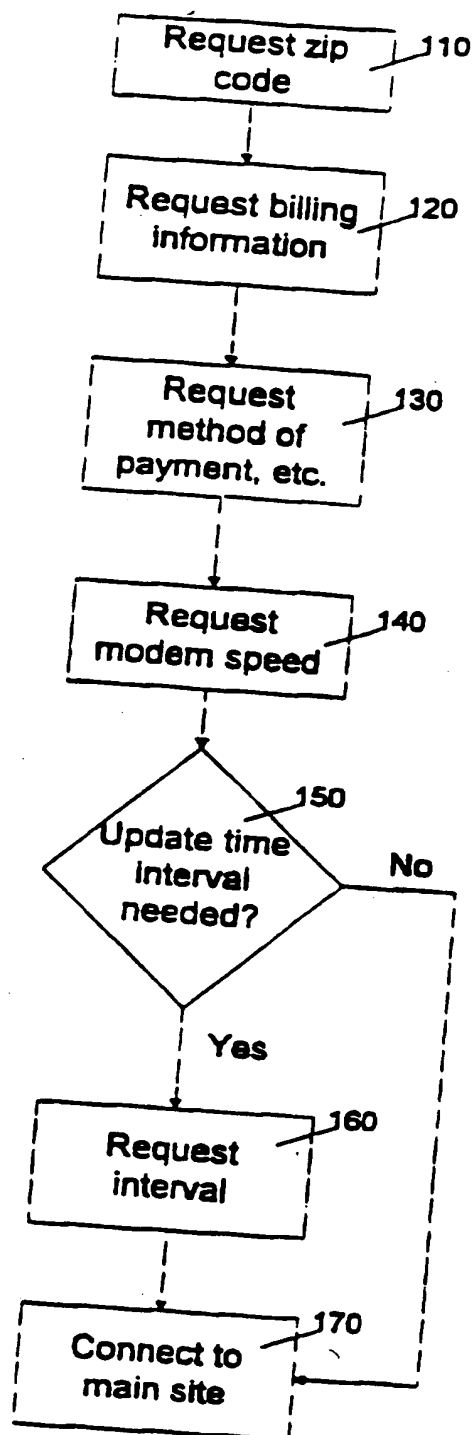 Request zip
code
110
Request billing
information
120
Request
method of
payment, etc.
130
Request
modem speed
140
150
Update time
interval
needed?
No
Yes
160
Request
interval
170
Connect to
main site